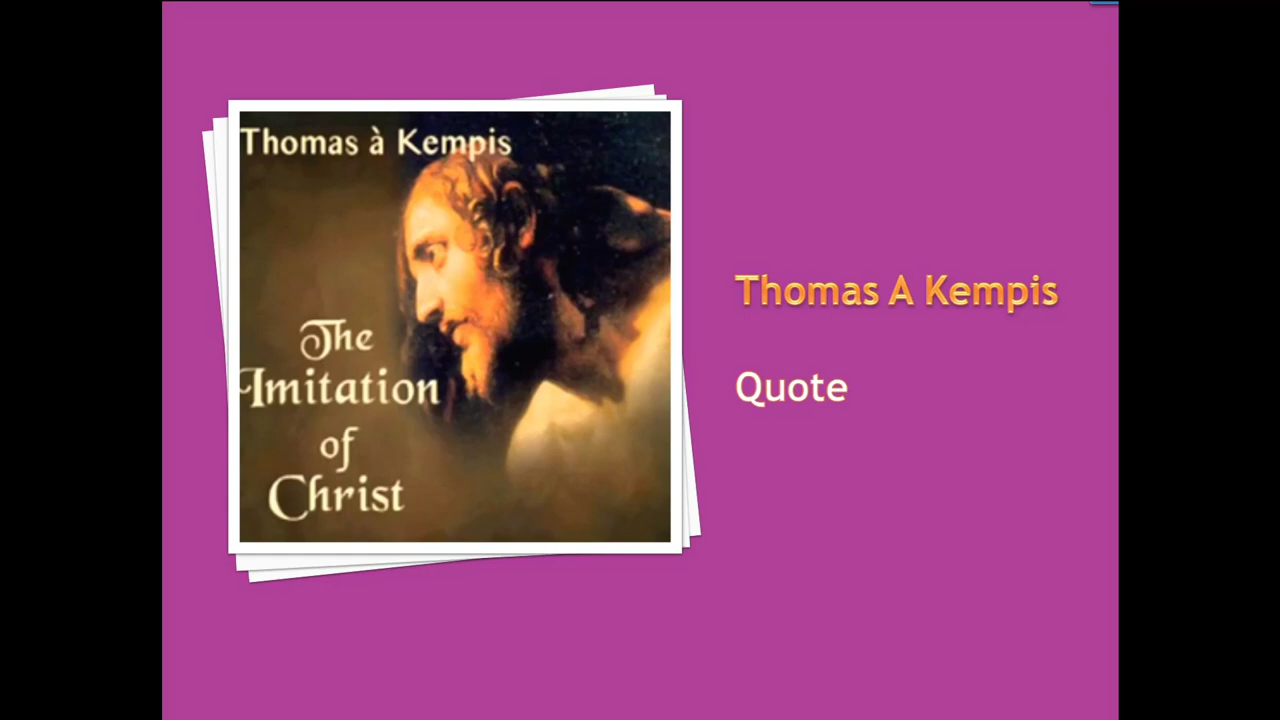 Thomas à Kempis
The
Imitation
of
Christ
Thomas A Kempis
Quote